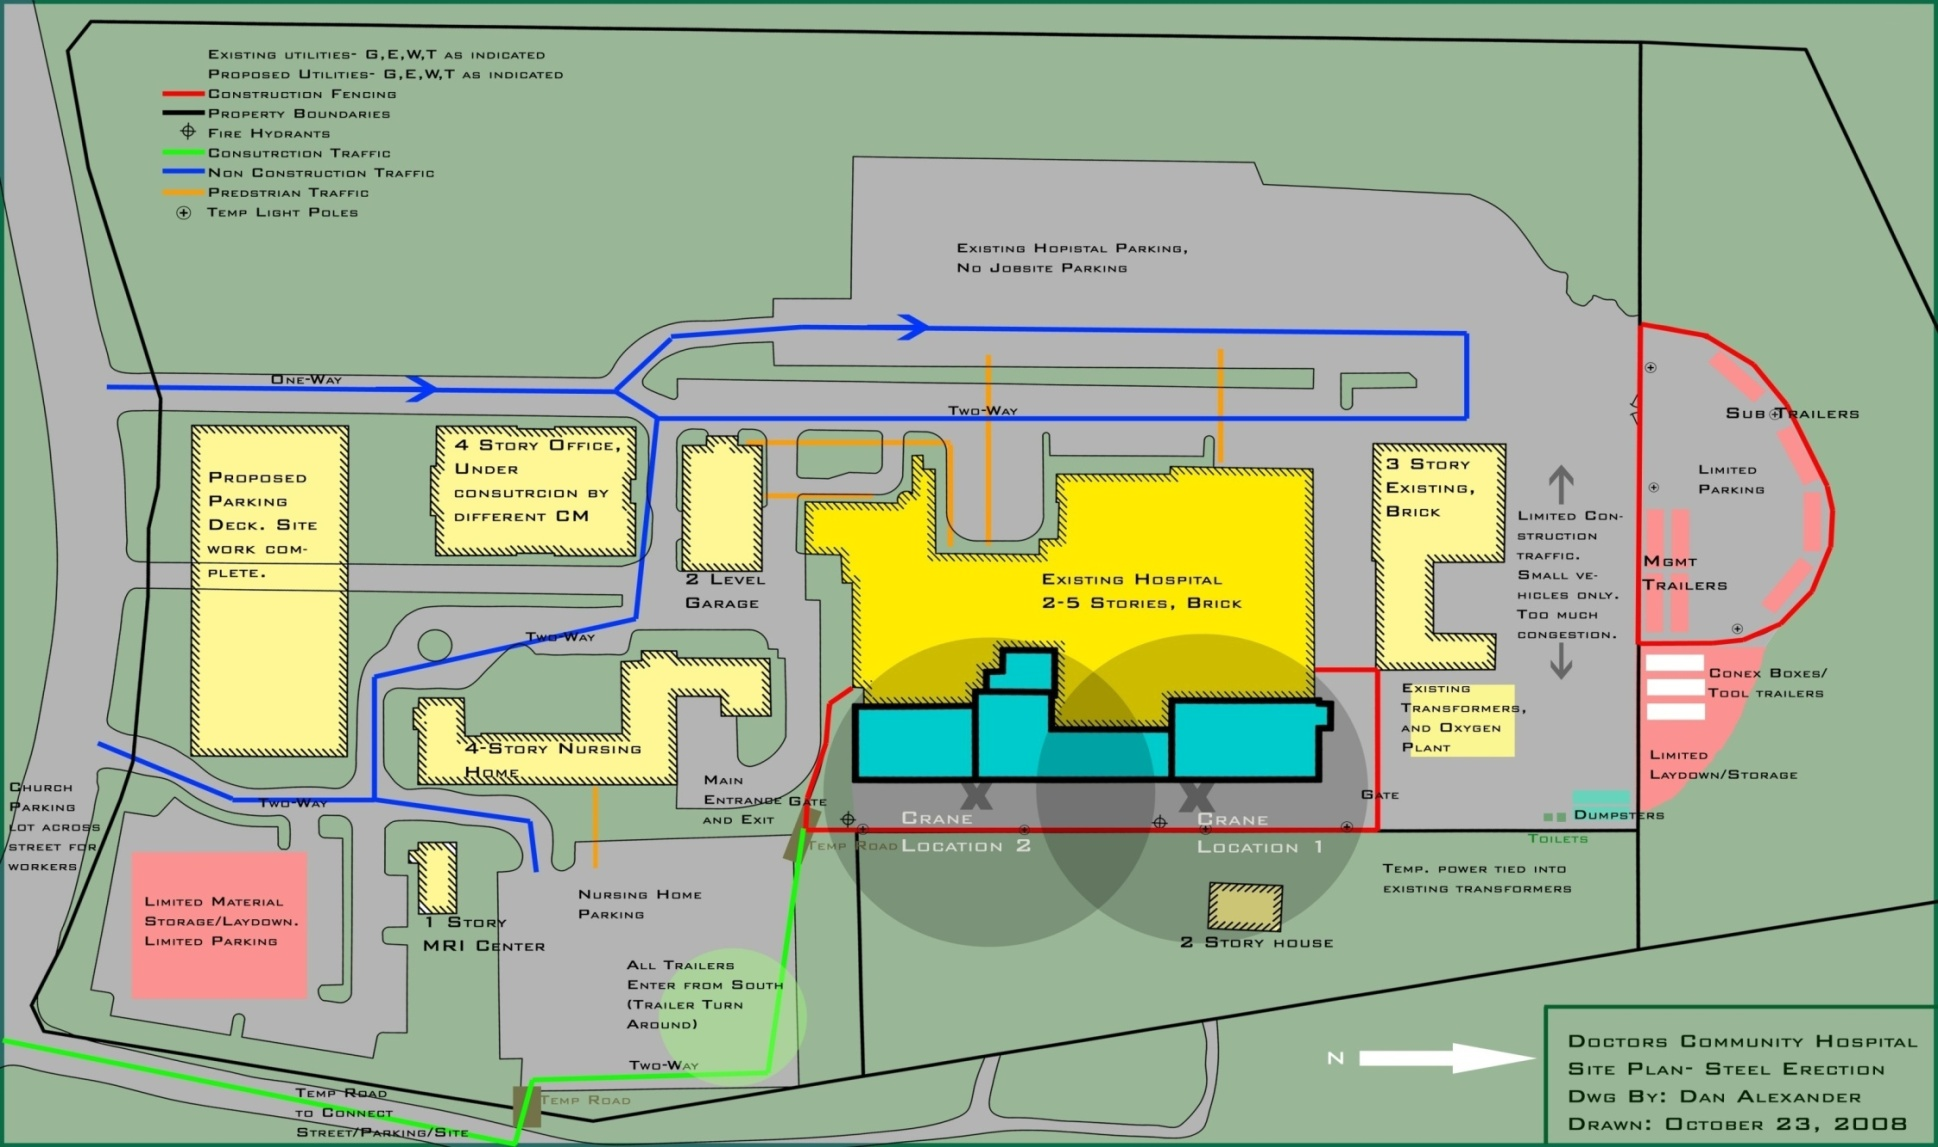 Existing utilities- G,E,W,T as indicated
Proposed Utilities- G,E,W,T as indicated
Construction Fencing
Property Boundaries
Fire Hydrants
Consutrction Traffic
Non Construction Traffic
Predstrian Traffic
Temp Light Poles
Existing Hopistal Parking,
No Jobsite Parking
One-Way
Two-Way
Sub Trailers
Limited
Parking
Mgmt
Trailers
Proposed
Parking
Deck. Site
work com-
plete.
4 Story Office,
Under
consutrcion by
different CM
2 Level
Garage
Existing Hospital
2-5 Stories, Brick
3 Story
Existing,
Brick
Limited Con-
struction
traffic.
Small ve-
hicles only.
Too much
congestion.
Two-Way
4-Story Nursing
Home
Existing
Transformers,
and Oxygen
Plant
Conex Boxes/
Tool trailers
Limited
Laydown/Storage
Main
Entrance
and Exit
Gate
Gate
Church
Parking
lot across
street for
workers
Two-Way
Crane
Location 2
Crane
Location 1
Temp Road
Dumpsters
Toilets
Temp. power tied into
existing transformers
Limited Material
Storage/Laydown.
Limited Parking
1 Story
MRI Center
Nursing Home
Parking
2 Story house
All Trailers
Enter from South
(Trailer Turn
Around)
Two-Way
Temp Road
to Connect
Street/Parking/Site
Temp Road
N
Doctors Community Hospital
Site Plan- Steel Erection
Dwg By: Dan Alexander
Drawn: October 23, 2008